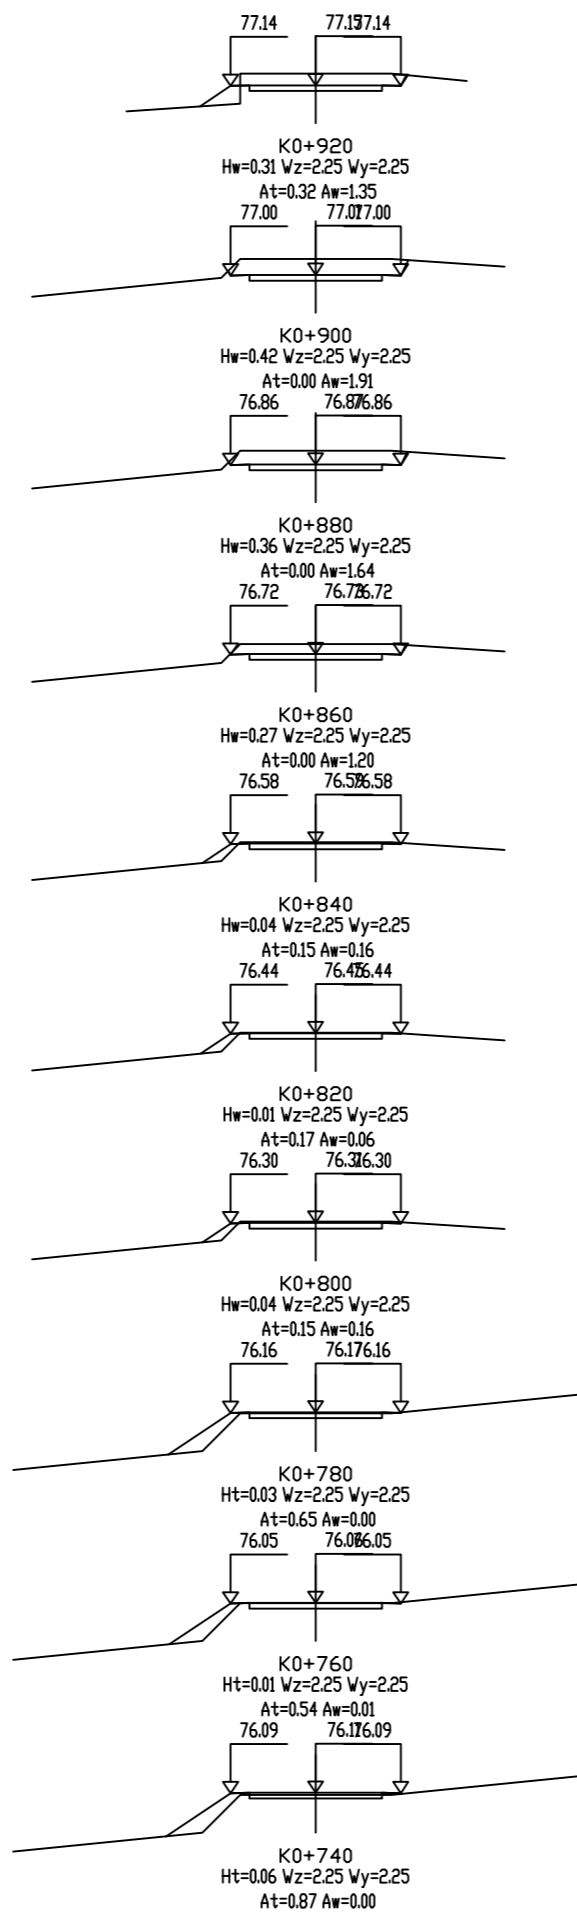 77.14 77.15 77.14
K0+920
Hw=0.31 Wz=2.25 Wy=2.25
At=0.32 Aw=1.35
77.00 77.01 77.00
K0+900
Hw=0.42 Wz=2.25 Wy=2.25
At=0.00 Aw=1.91
76.86 76.87 76.86
K0+880
Hw=0.36 Wz=2.25 Wy=2.25
At=0.00 Aw=1.64
76.72 76.73 76.72
K0+860
Hw=0.27 Wz=2.25 Wy=2.25
At=0.00 Aw=1.20
76.58 76.59 76.58
K0+840
Hw=0.04 Wz=2.25 Wy=2.25
At=0.15 Aw=0.16
76.44 76.45 76.44
K0+820
Hw=0.01 Wz=2.25 Wy=2.25
At=0.17 Aw=0.06
76.30 76.31 76.30
K0+800
Hw=0.04 Wz=2.25 Wy=2.25
At=0.15 Aw=0.16
76.16 76.17 76.16
K0+780
Ht=0.03 Wz=2.25 Wy=2.25
At=0.65 Aw=0.00
76.05 76.06 76.05
K0+760
Ht=0.01 Wz=2.25 Wy=2.25
At=0.54 Aw=0.01
76.09 76.11 76.09
K0+740
Ht=0.06 Wz=2.25 Wy=2.25
At=0.87 Aw=0.00